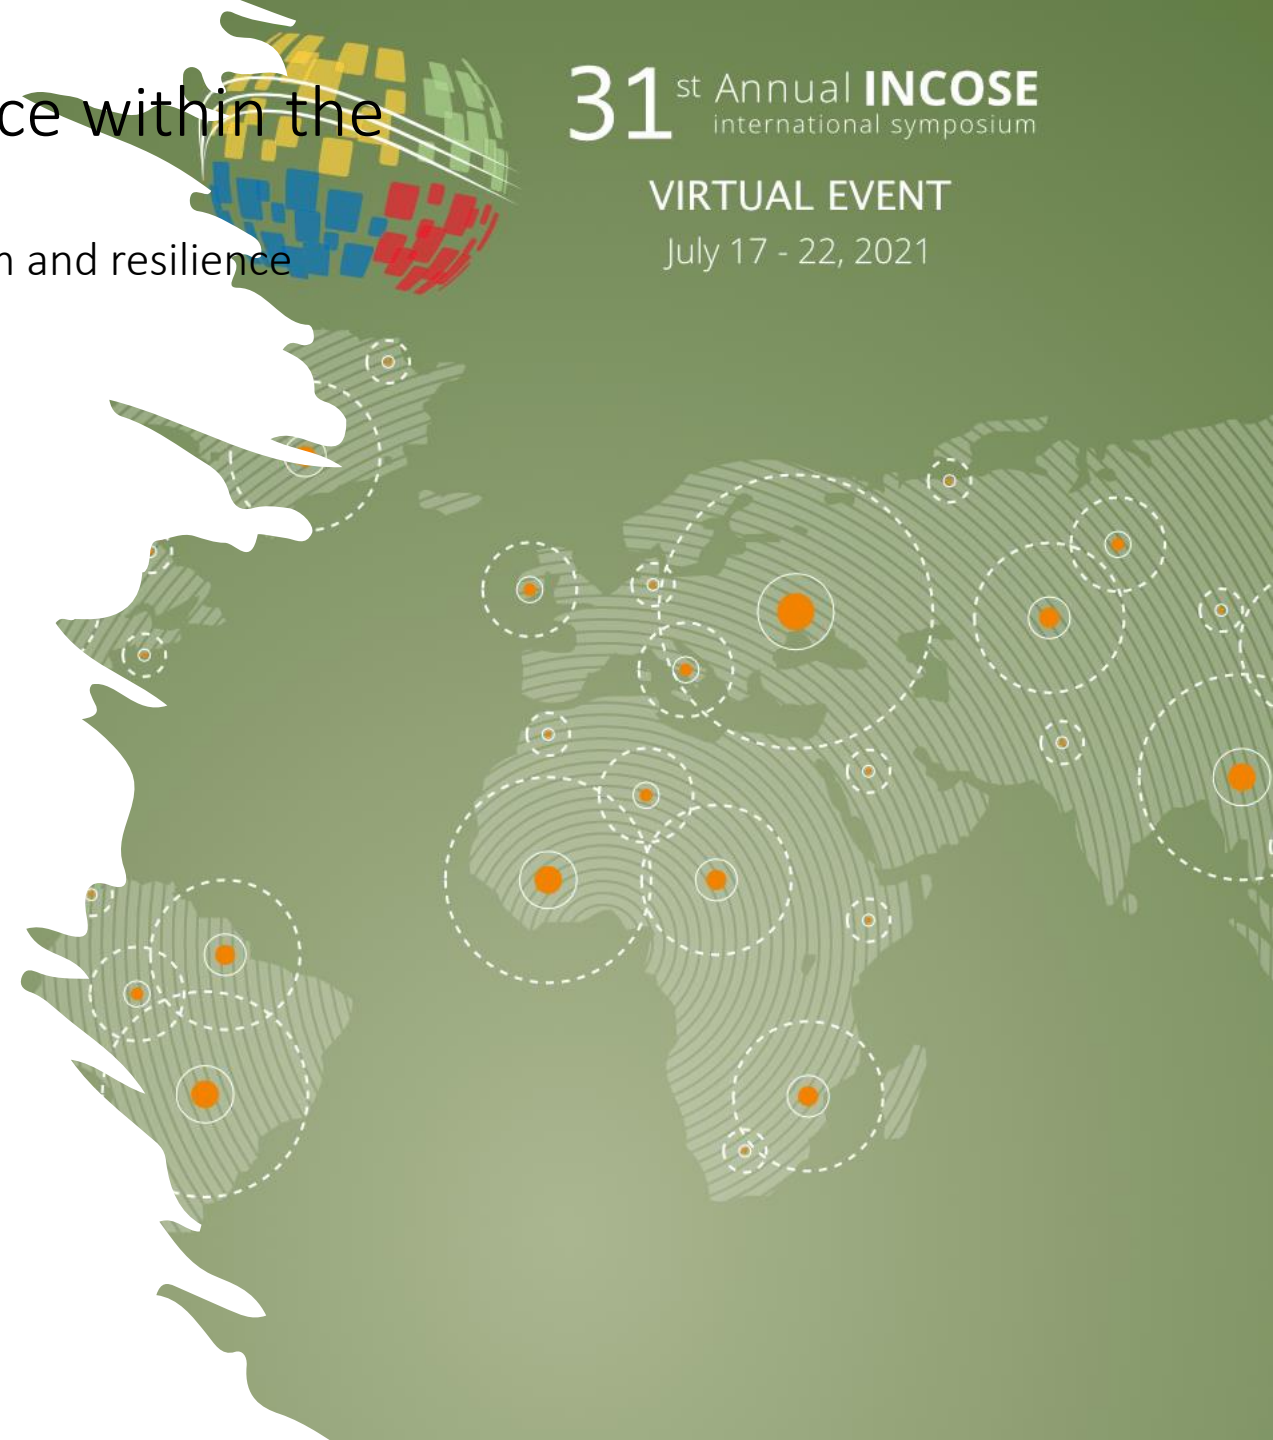 ce within the
31st Annual INCOSE
international symposium
VIRTUAL EVENT
July 17 - 22, 2021
and resilience